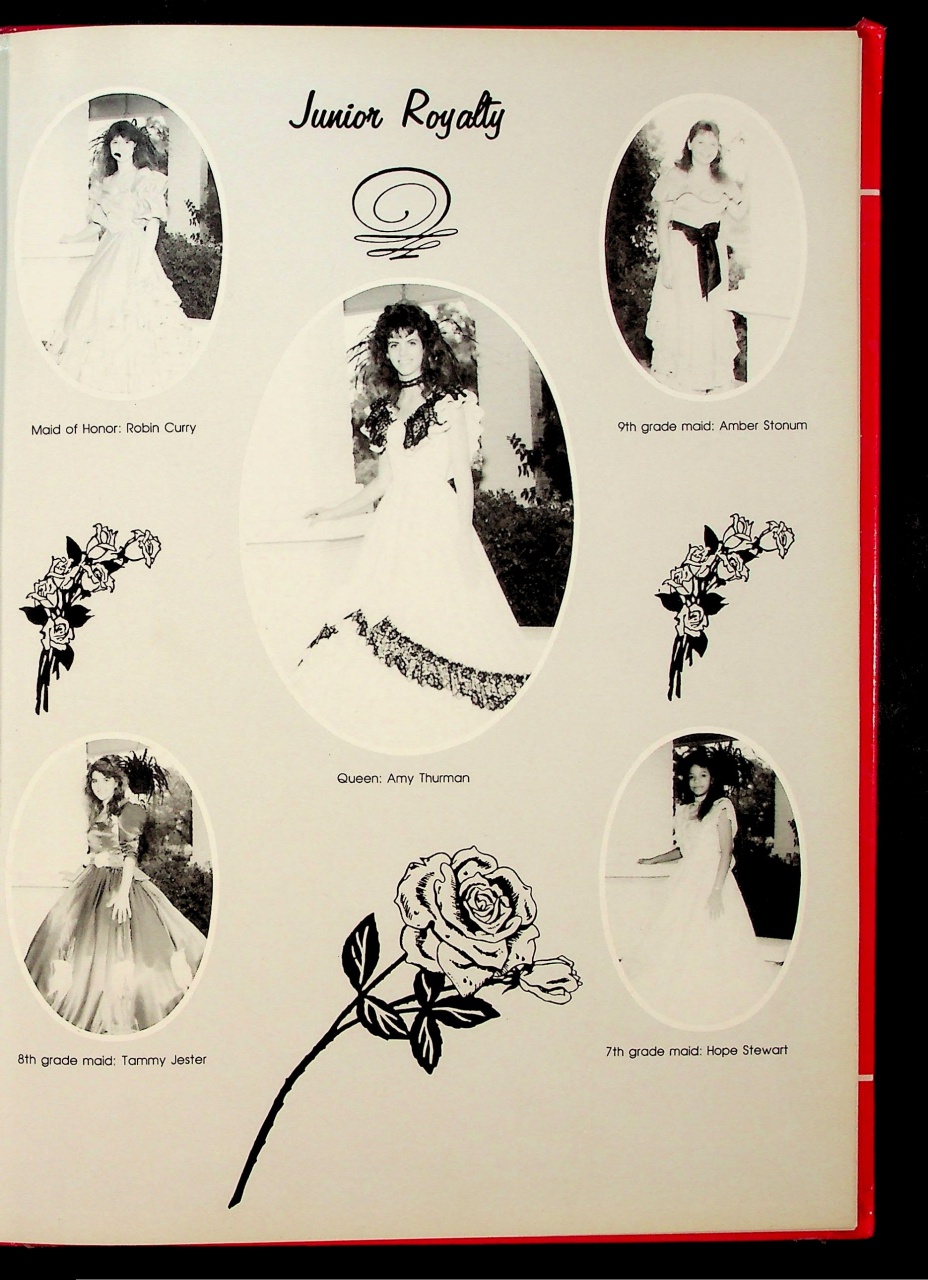 Junior Royalty
Maid of Honor: Robin Curry
9th grade maid: Amber Stonum
Queen: Amy Thurman
8th grade maid: Tammy Jester
7th grade maid: Hope Stewart